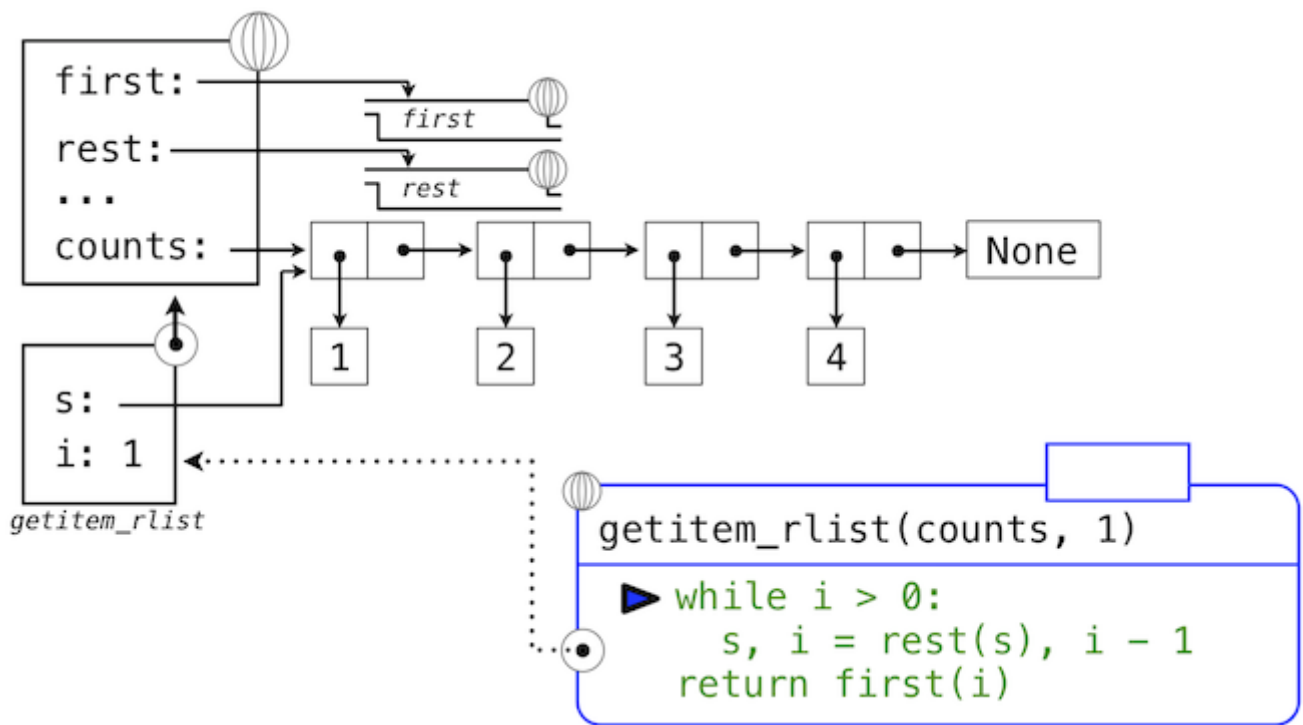 first:
first
rest:
rest
...
counts:
None
1
2
3
4
s:
i: 1
getitem_rlist
getitem_rlist(counts, 1)
while i > 0:
s, i = rest(s), i - 1
return first(i)